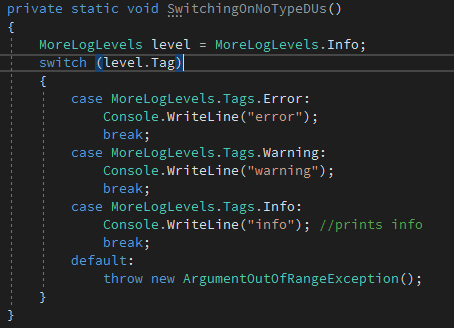 private static void SwitchingOnNoTypeDUs()
{
    MoreLogLevels level = MoreLogLevels.Info;
    switch (level.Tag)
    {
        case MoreLogLevels.Tags.Error:
            Console.WriteLine("error");
            break;
        case MoreLogLevels.Tags.Warning:
            Console.WriteLine("warning");
            break;
        case MoreLogLevels.Tags.Info:
            Console.WriteLine("info"); //prints info
            break;
        default:
            throw new ArgumentOutOfRangeException();
    }
}